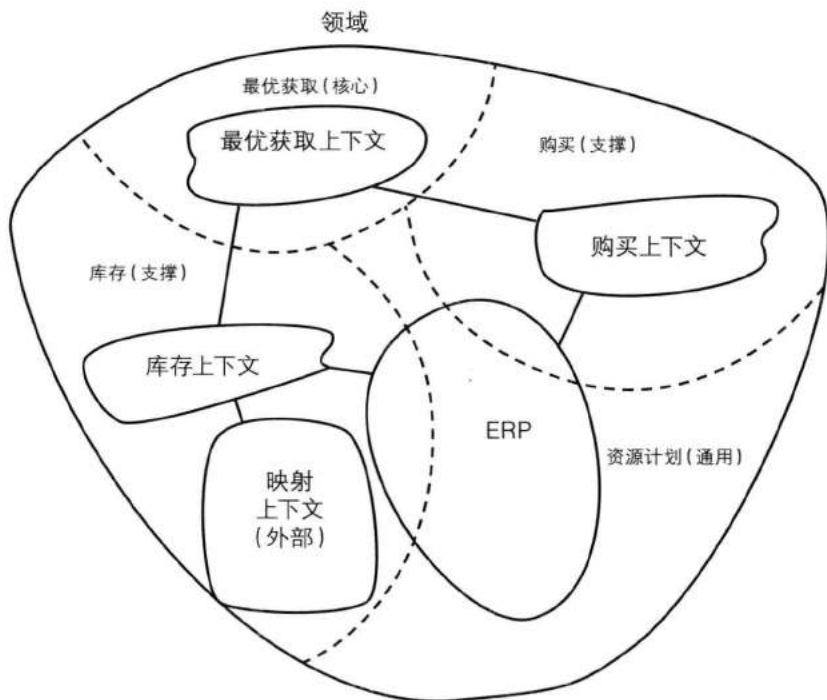 领域
最优获取(核心)
最优获取上下文
购买(支撑)
购买上下文
库存(支撑)
库存上下文
ERP
资源计划(通用)
映射
上下文
(外部)